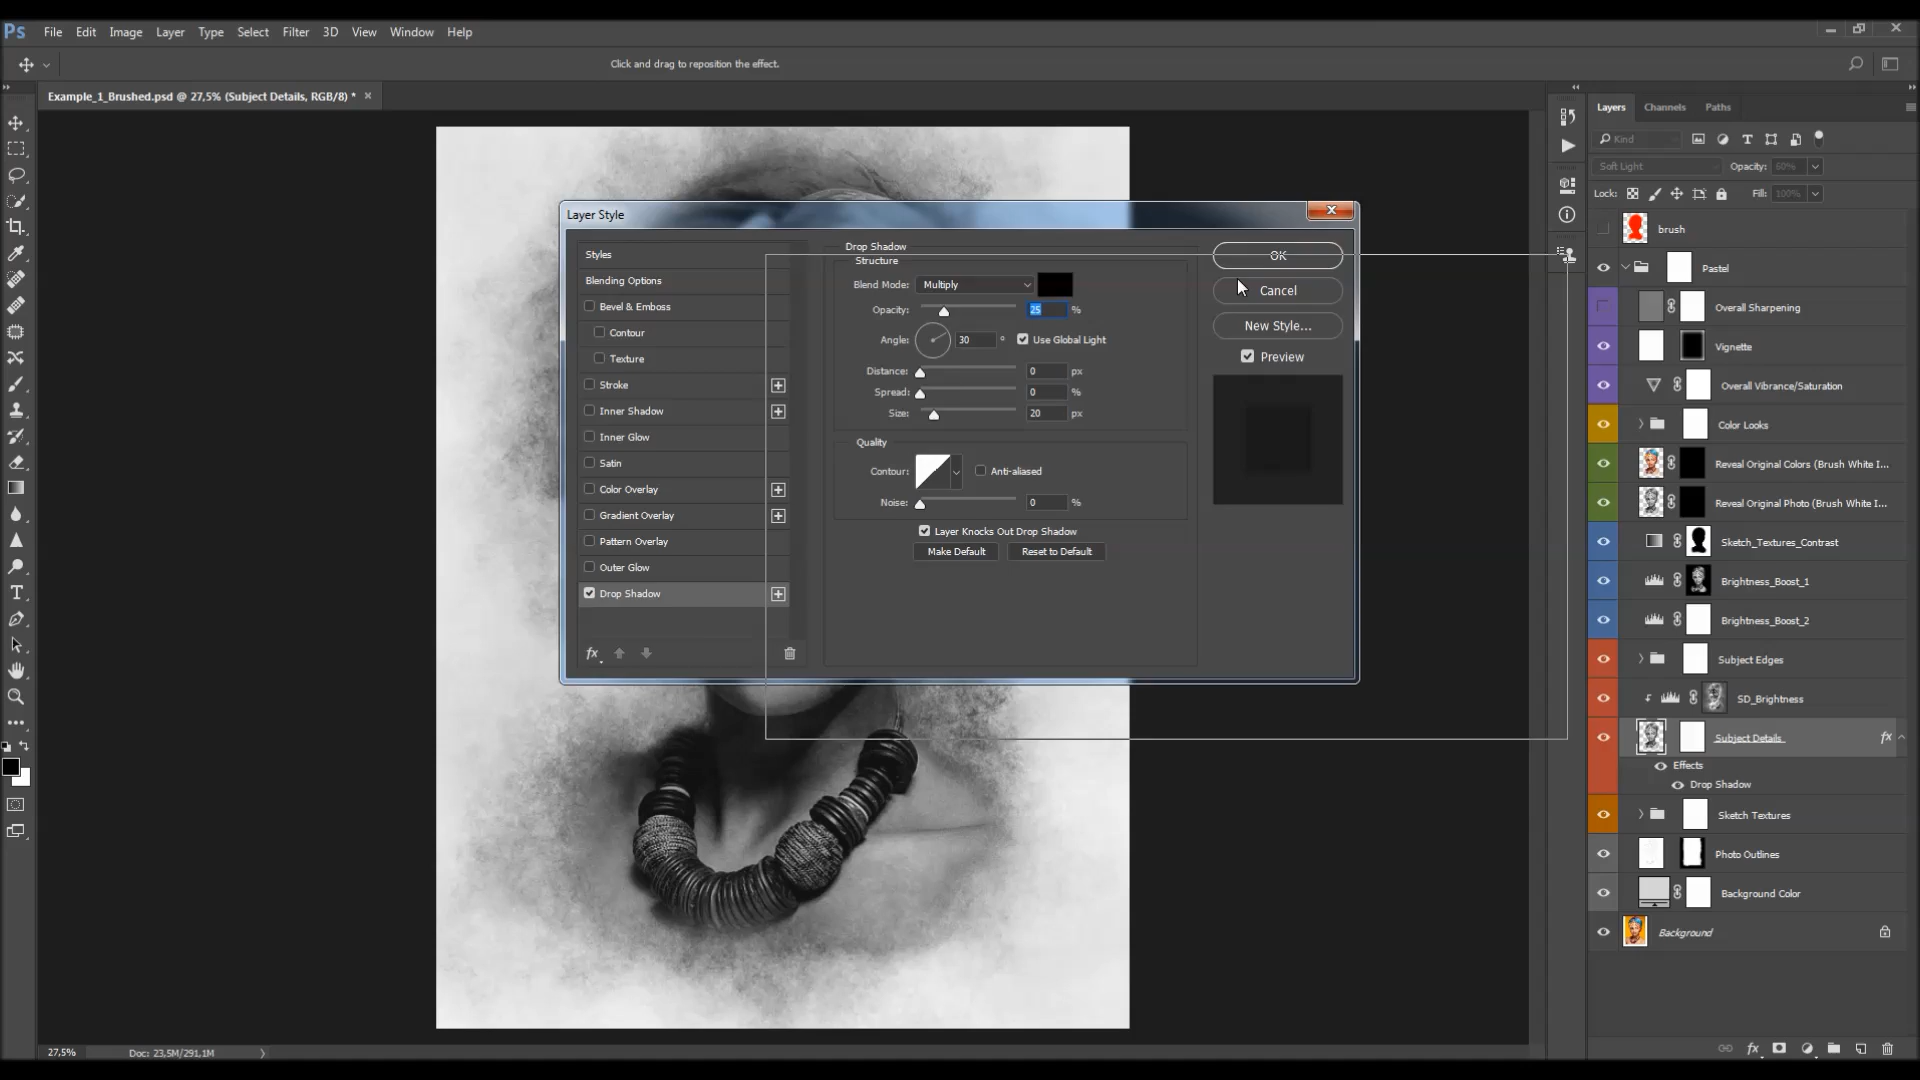 Ps File Edit Image Layer Type Select Filter 3D View Window Help
Click and drag to reposition the effect.
Example_1_Brushed.psd @ 27,5% (Subject Details, RGB/8) * ×
Layer Style
Styles
Blending Options
Bevel & Emboss
Contour
Texture
Stroke
Inner Shadow
Inner Glow
Satin
Color Overlay
Gradient Overlay
Pattern Overlay
Outer Glow
Drop Shadow
fx
Drop Shadow
Structure
Blend Mode: Multiply
Opacity: 25 %
Angle: 30 ° Use Global Light
Distance: 0 px
Spread: 0 %
Size: 20 px
Quality
Contour: Anti-aliased
Noise: 0 %
Layer Knocks Out Drop Shadow
Make Default Reset to Default
OK
Cancel
New Style...
Preview
Layers Channels Paths
Kind
Soft Light Opacity: 60%
Lock: Fill: 100%
brush
Pastel
Overall Sharpening
Vignette
Overall Vibrance/Saturation
Color Looks
Reveal Original Colors (Brush White I...
Reveal Original Photo (Brush White I...
Sketch_Textures_Contrast
Brightness_Boost_1
Brightness_Boost_2
Subject Edges
SD_Brightness
Subject Details fx
Effects
Drop Shadow
Sketch Textures
Photo Outlines
Background Color
Background
27,5% Doc: 23,5M/291,1M
fx